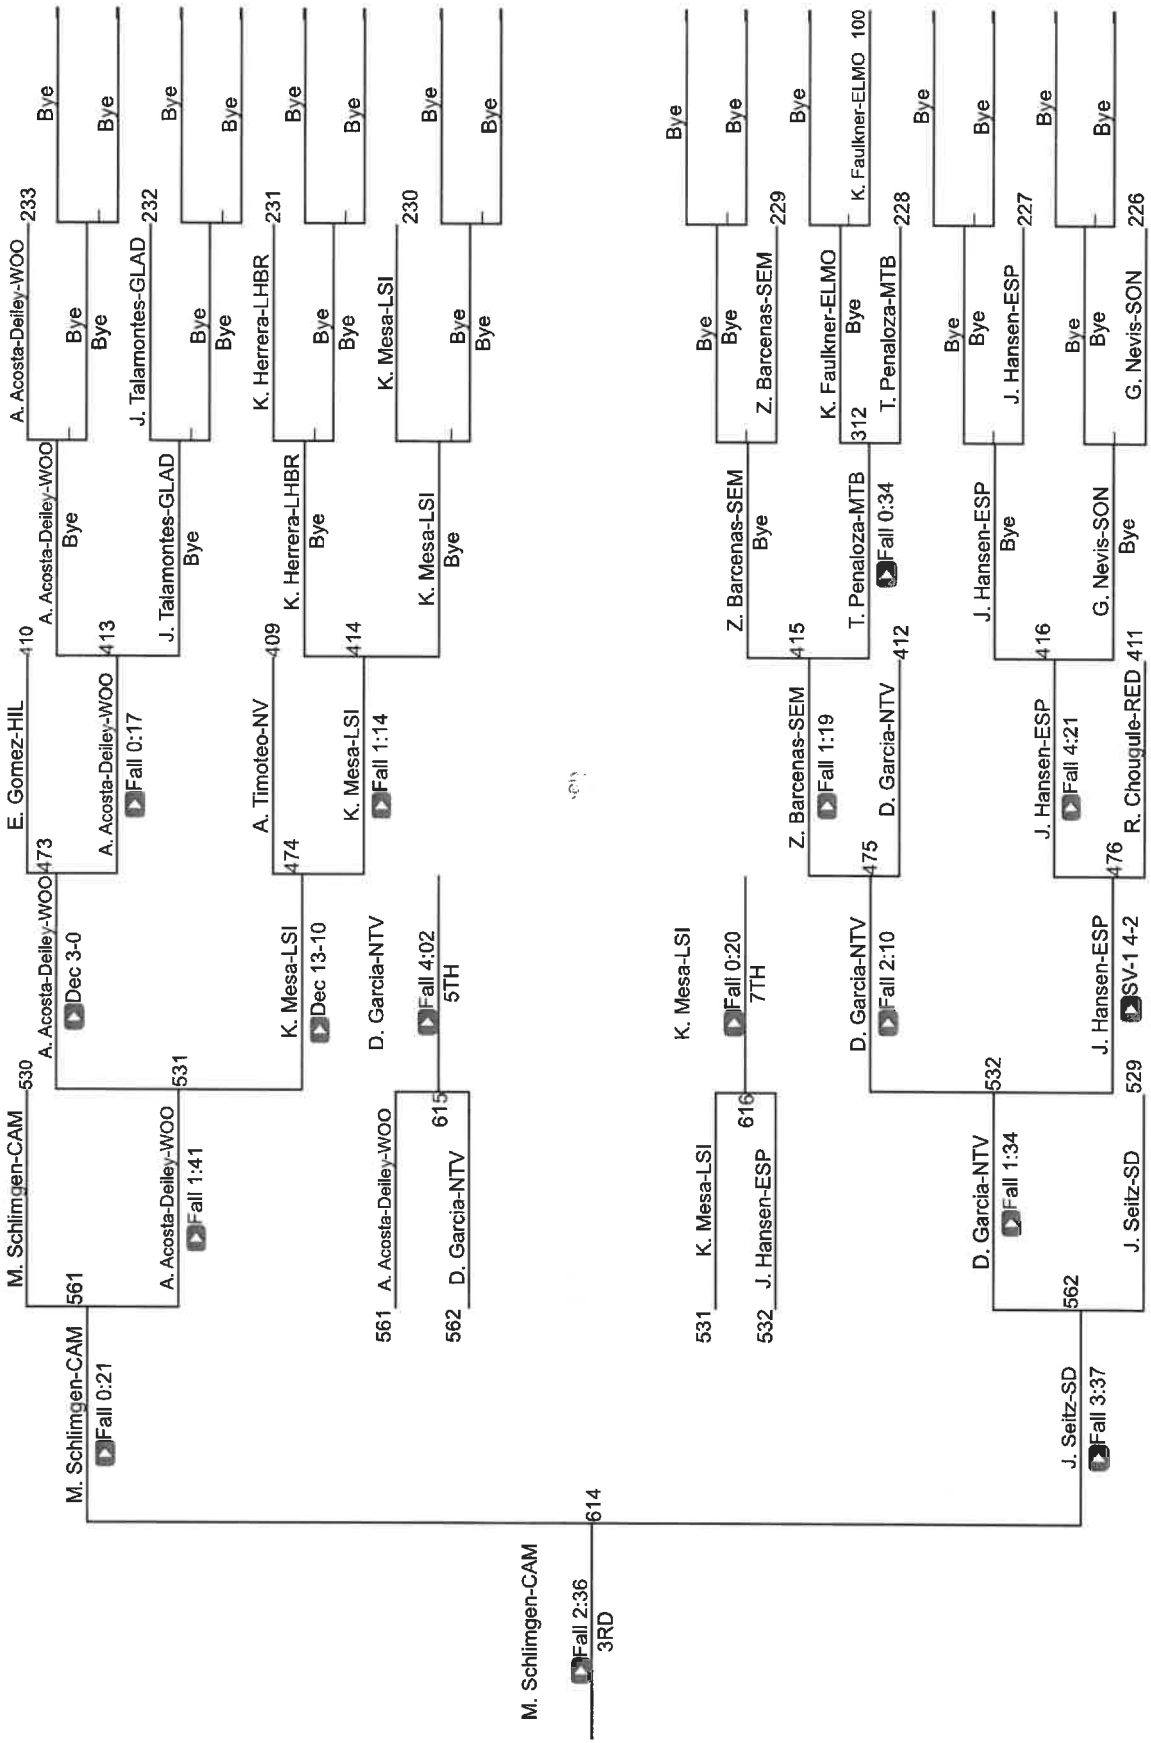 M. Schlimgen-CAM
Fall 2:36
3RD
614
M. Schlimgen-CAM
Fall 0:21
J. Seitz-SD
Fall 3:37
M. Schlimgen-CAM 530
561
A. Acosta-Deiley-WOO
Fall 1:41
561 A. Acosta-Deiley-WOO
615
562 D. Garcia-NTV
531 K. Mesa-LSI
616
532 J. Hansen-ESP
D. Garcia-NTV
Fall 1:34
562
J. Seitz-SD 529
A. Acosta-Deiley-WOO
Dec 3-0
531
K. Mesa-LSI
Dec 13-10
D. Garcia-NTV
Fall 4:02
5TH
K. Mesa-LSI
Fall 0:20
7TH
D. Garcia-NTV
Fall 2:10
532
J. Hansen-ESP
SV-1 4-2
E. Gomez-HIL 410
473
A. Acosta-Deiley-WOO
Fall 0:17
A. Timoteo-NV 409
474
K. Mesa-LSI
Fall 1:14
Z. Barcenas-SEM
Fall 1:19
475
D. Garcia-NTV 412
J. Hansen-ESP
Fall 4:21
476
R. Chougule-RED 411
A. Acosta-Deiley-WOO
Bye
413
J. Talamontes-GLAD
Bye
K. Herrera-LHBR
Bye
414
K. Mesa-LSI
Bye
Z. Barcenas-SEM
Bye
415
T. Penaloza-MTB
Fall 0:34
J. Hansen-ESP
Bye
416
G. Nevis-SON
Bye
A. Acosta-Deiley-WOO 233
Bye
Bye
J. Talamontes-GLAD 232
Bye
Bye
K. Herrera-LHBR 231
Bye
Bye
K. Mesa-LSI 230
Bye
Bye
Bye
Bye
Z. Barcenas-SEM 229
K. Faulkner-ELMO
312 Bye
T. Penaloza-MTB 228
Bye
Bye
J. Hansen-ESP 227
Bye
Bye
G. Nevis-SON 226
Bye
Bye
Bye
Bye
Bye
Bye
Bye
Bye
Bye
Bye
Bye
K. Faulkner-ELMO 100
Bye
Bye
Bye
Bye